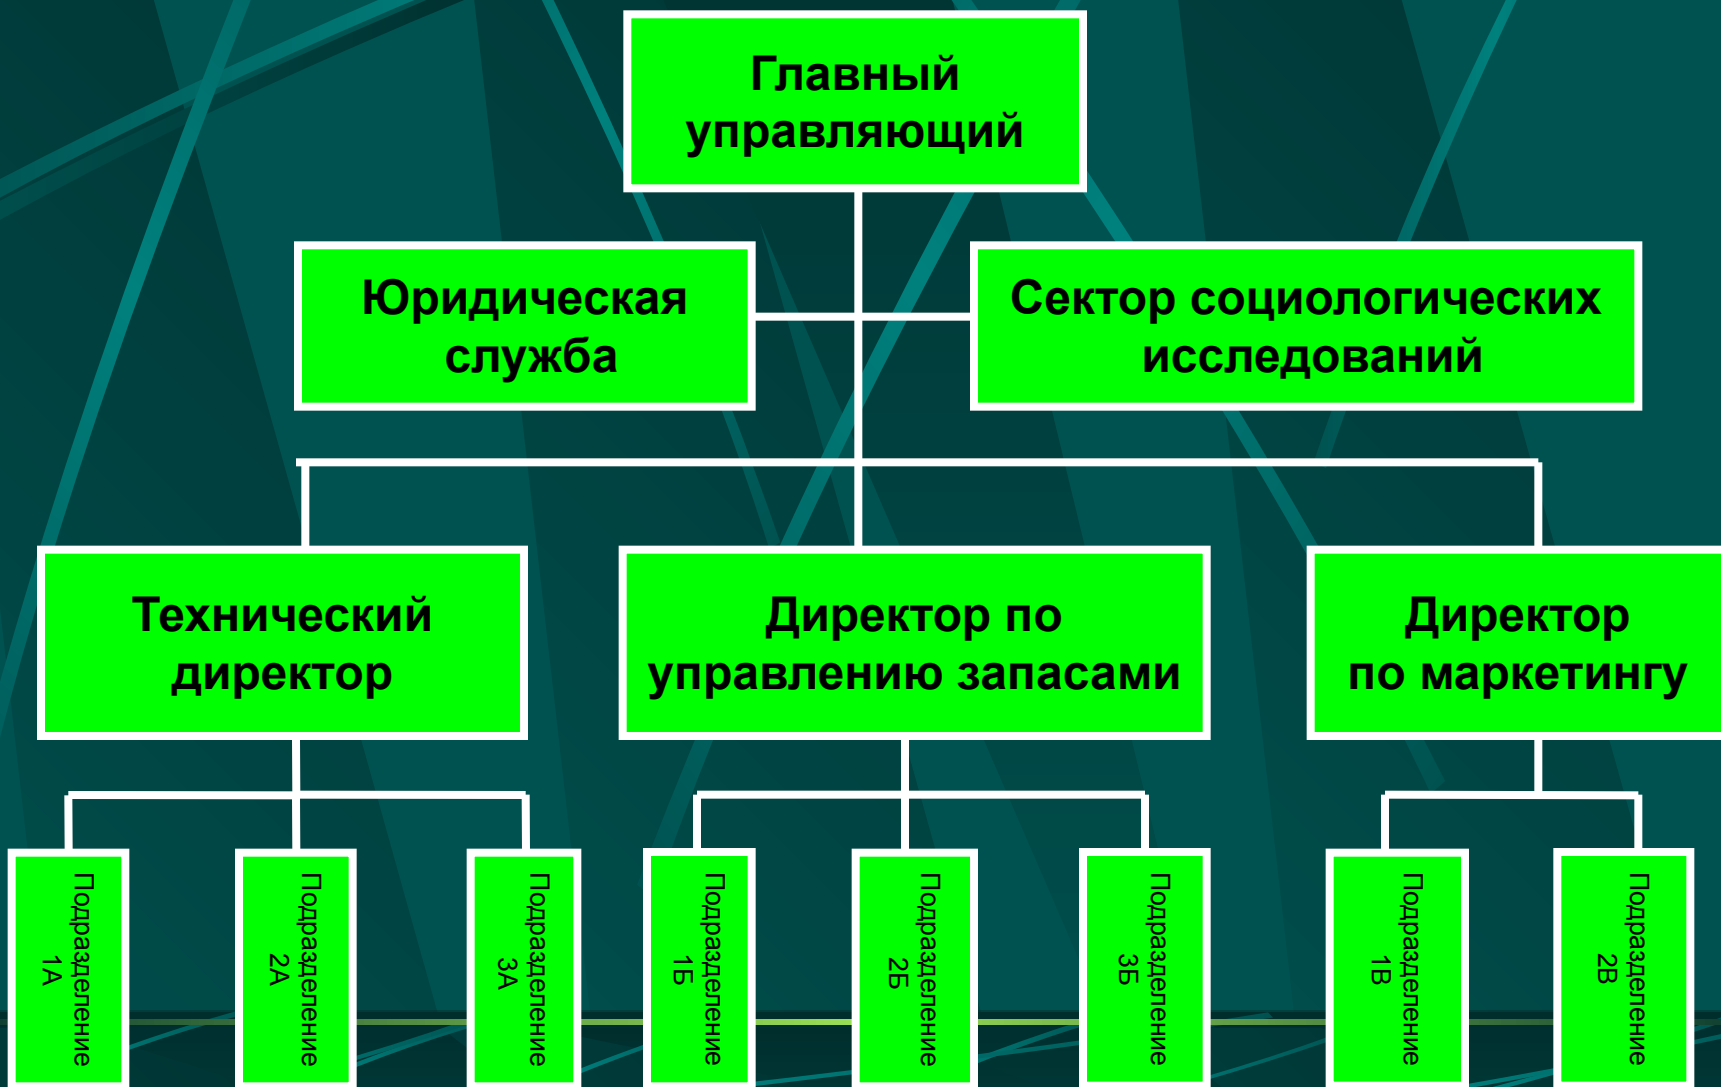 Главный
управляющий
Юридическая
служба
Сектор социологических
исследований
Технический
директор
Директор по
управлению запасами
Директор
по маркетингу
Подразделение
1А
Подразделение
2А
Подразделение
3А
Подразделение
1Б
Подразделение
2Б
Подразделение
3Б
Подразделение
1В
Подразделение
2В